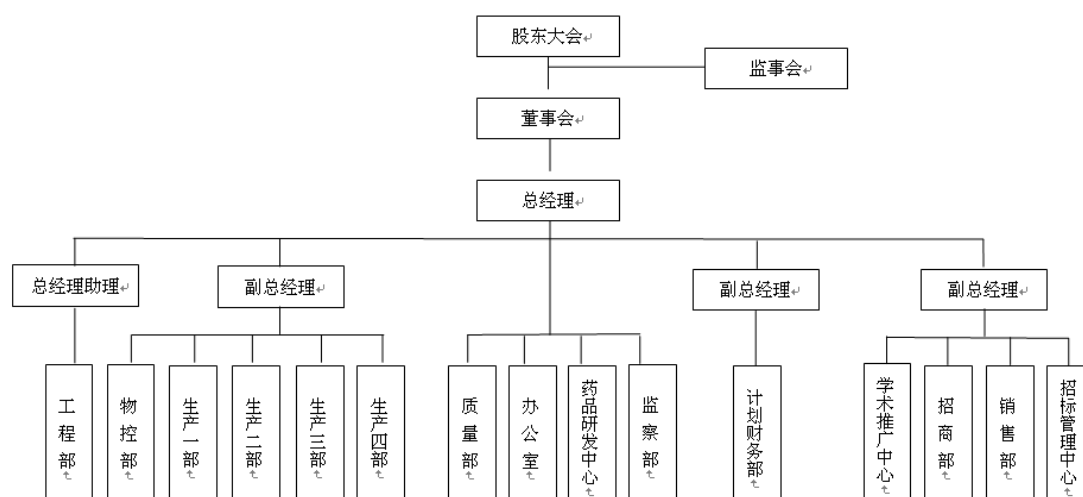 股东大会
监事会
董事会
总经理
总经理助理
副总经理
副总经理
副总经理
工程部
物控部
生产一部
生产二部
生产三部
生产四部
质量部
办公室
药品研发中心
监察部
计划财务部
学术推广中心
招商部
销售部
招标管理中心